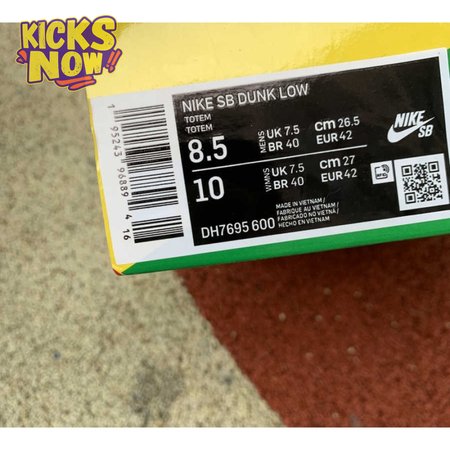 KICKS
NOW!!
NIKE SB DUNK LOW
TOTEM
TOTEM
8.5 MENS UK 7.5 cm 26.5
BR 40 EUR 42
10 WMNS UK 7.5 cm 27
BR 40 EUR 42
MADE IN VIETNAM/
FABRIQUÉ AU VIETNAM/
FABRICADO NO VIETNÃ/
HECHO EN VIETNAM
DH7695 600
NIKE
SB
1 95243 96889 4 16